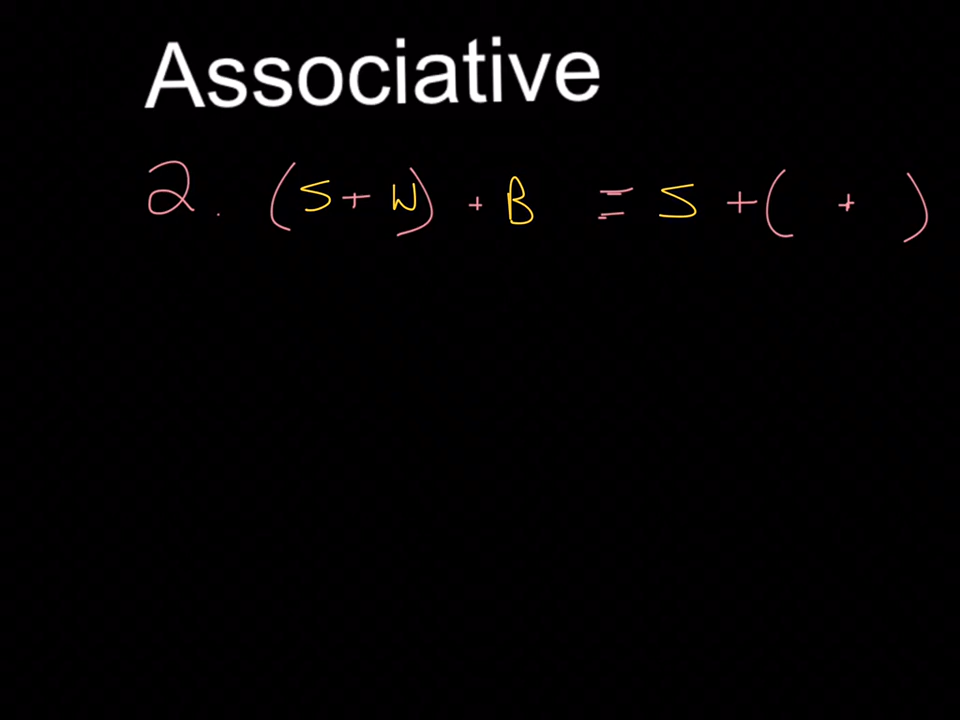 Associative
2. (S + W) + B = S + ( + )